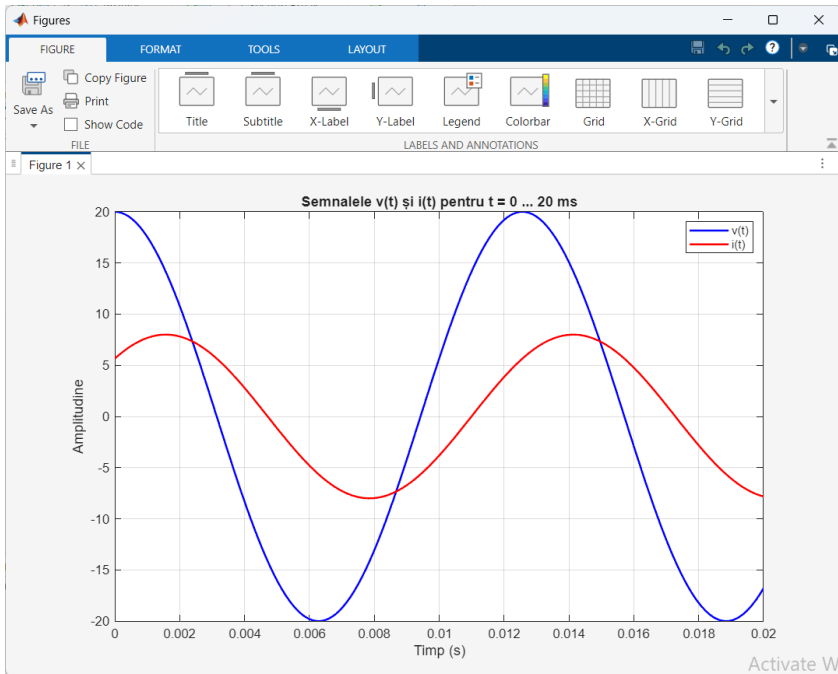 Figures
FIGURE FORMAT TOOLS LAYOUT
Save As
Copy Figure
Print
Show Code
FILE
Title Subtitle X-Label Y-Label Legend Colorbar Grid X-Grid Y-Grid
LABELS AND ANNOTATIONS
Figure 1
Semnalele v(t) și i(t) pentru t = 0 ... 20 ms
v(t)
i(t)
20
15
10
5
0
-5
-10
-15
-20
Amplitudine
0 0.002 0.004 0.006 0.008 0.01 0.012 0.014 0.016 0.018 0.02
Timp (s)
Activate W